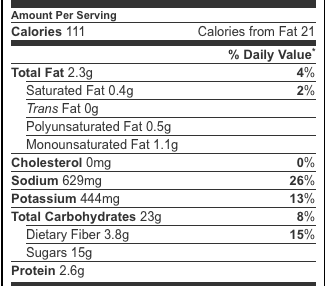 Amount Per Serving
Calories 111 Calories from Fat 21
% Daily Value*
Total Fat 2.3g 4%
Saturated Fat 0.4g 2%
Trans Fat 0g
Polyunsaturated Fat 0.5g
Monounsaturated Fat 1.1g
Cholesterol 0mg 0%
Sodium 629mg 26%
Potassium 444mg 13%
Total Carbohydrates 23g 8%
Dietary Fiber 3.8g 15%
Sugars 15g
Protein 2.6g